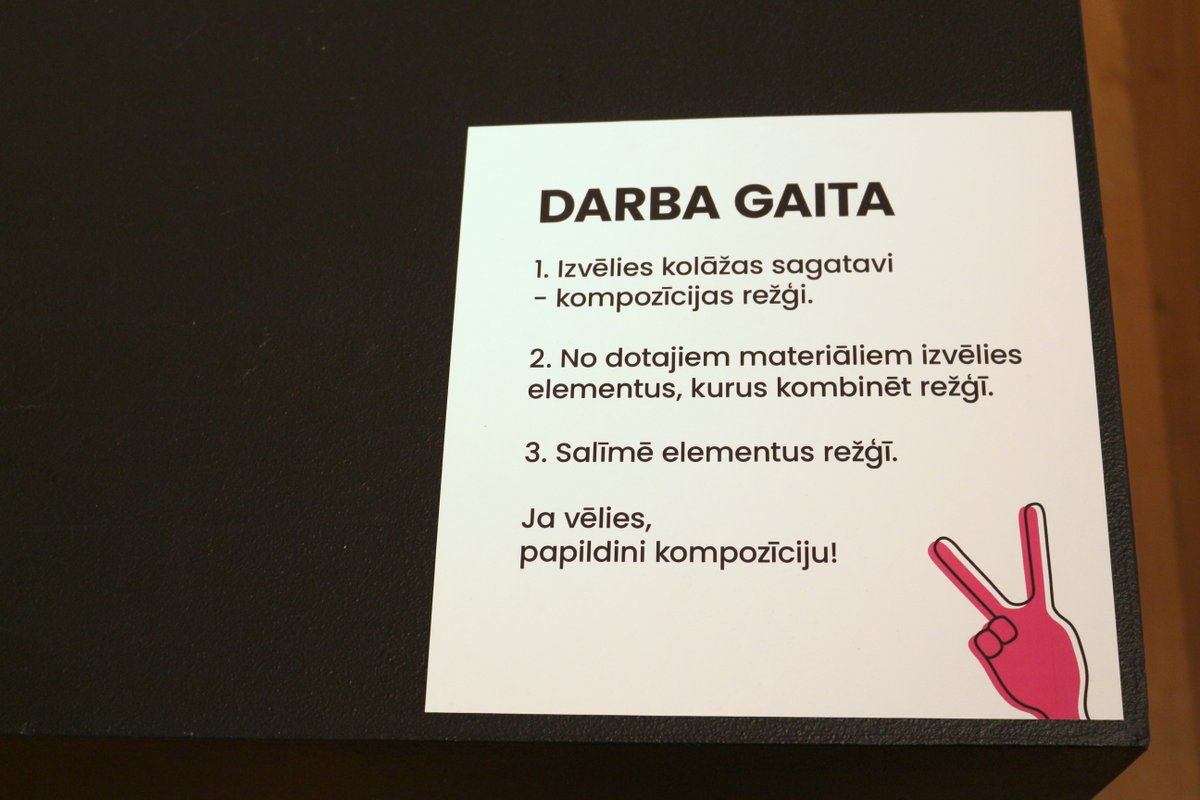 DARBA GAITA
1. Izvēlies kolāžas sagatavi
- kompozīcijas režģi.
2. No dotajiem materiāliem izvēlies
elementus, kurus kombinēt režģī.
3. Salīmē elementus režģī.
Ja vēlies,
papildini kompozīciju!